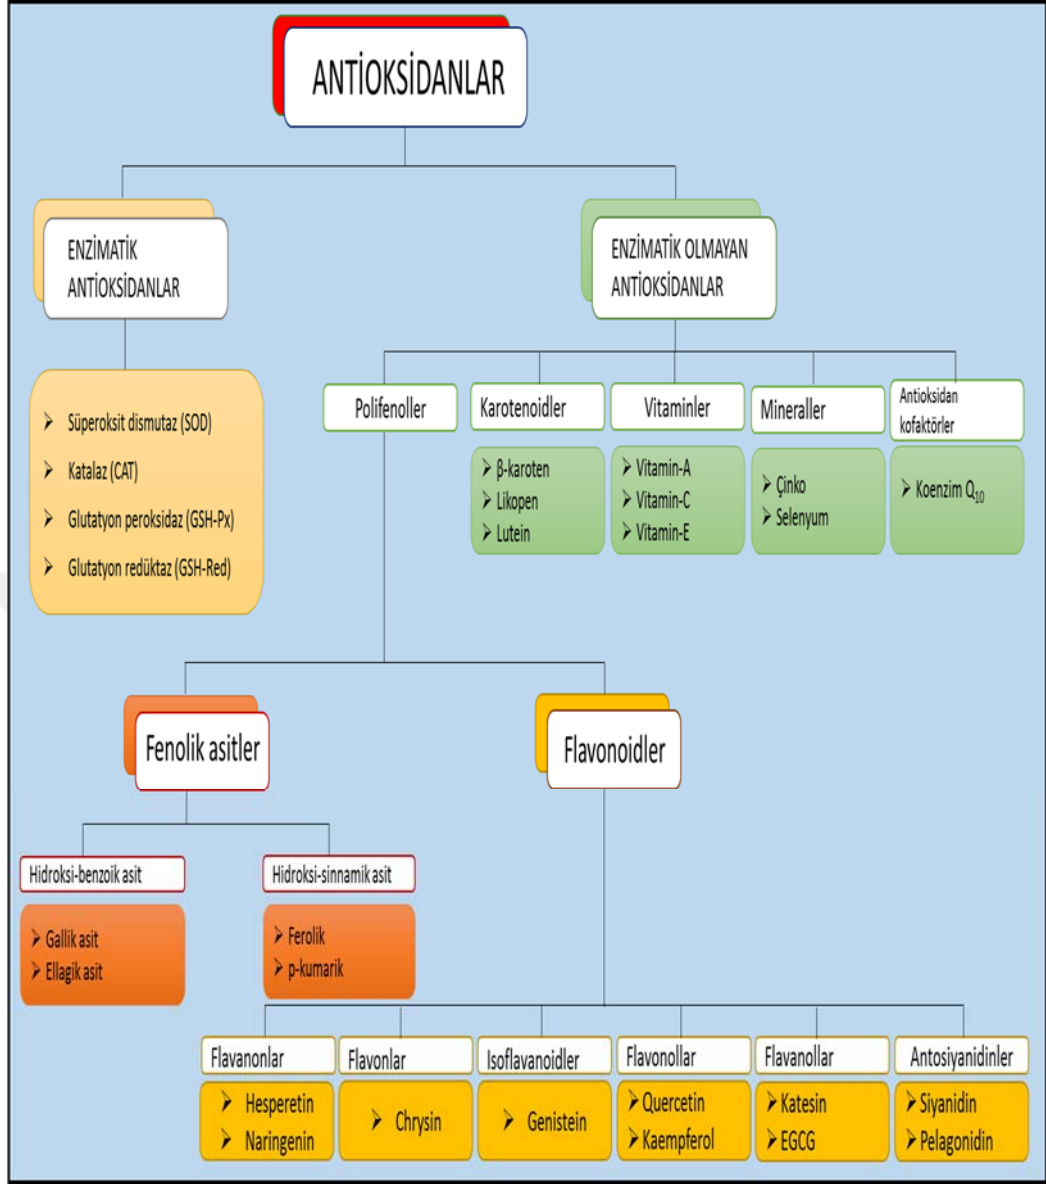 ANTİOKSİDANLAR
ENZİMATİK
ANTİOKSİDANLAR
ENZİMATİK OLMAYAN
ANTİOKSİDANLAR
➢ Süperoksit dismutaz (SOD)
➢ Katalaz (CAT)
➢ Glutatyon peroksidaz (GSH-Px)
➢ Glutatyon redüktaz (GSH-Red)
Polifenoller
Karotenoidler
➢ β-karoten
➢ Likopen
➢ Lutein
Vitaminler
➢ Vitamin-A
➢ Vitamin-C
➢ Vitamin-E
Mineraller
➢ Çinko
➢ Selenyum
Antioksidan
kofaktörler
➢ Koenzim Q₁₀
Fenolik asitler
Flavonoidler
Hidroksi-benzoik asit
➢ Gallik asit
➢ Ellagik asit
Hidroksi-sinnamik asit
➢ Ferolik
➢ p-kumarik
Flavanonlar
➢ Hesperetin
➢ Naringenin
Flavonlar
➢ Chrysin
Isoflavanoidler
➢ Genistein
Flavonollar
➢ Quercetin
➢ Kaempferol
Flavanollar
➢ Katesin
➢ EGCG
Antosiyanidinler
➢ Siyanidin
➢ Pelagonidin